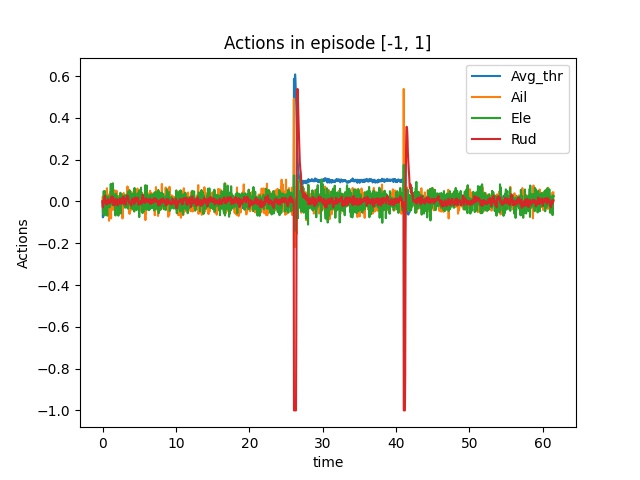 Actions in episode [-1, 1]
Avg_thr
Ail
Ele
Rud
0.6
0.4
0.2
0.0
−0.2
−0.4
−0.6
−0.8
−1.0
Actions
0 10 20 30 40 50 60
time